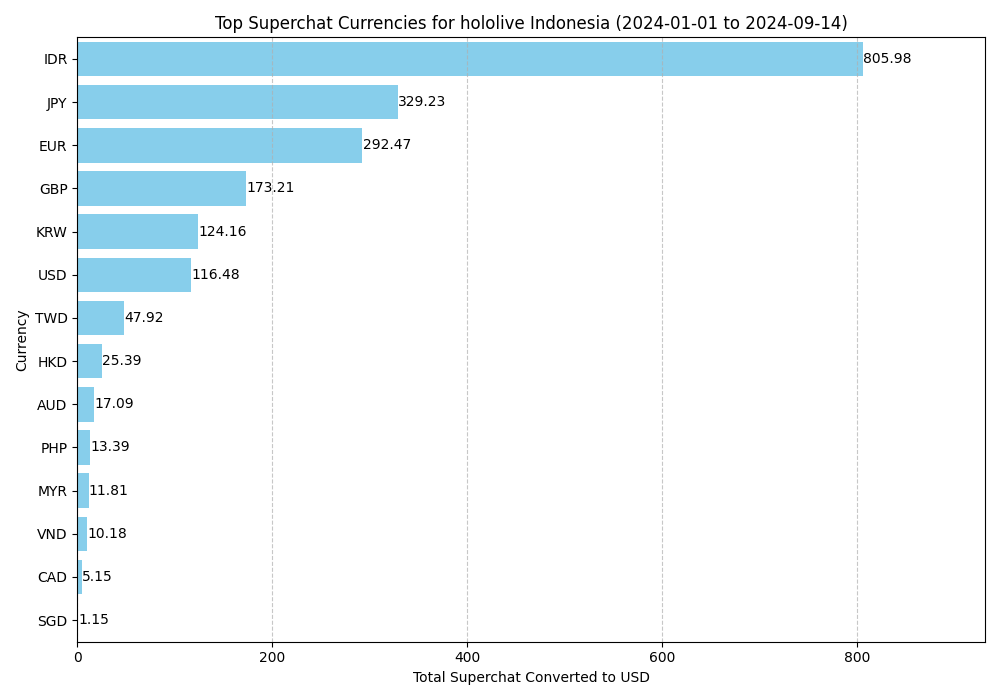 Top Superchat Currencies for hololive Indonesia (2024-01-01 to 2024-09-14)
Currency
IDR 805.98
JPY 329.23
EUR 292.47
GBP 173.21
KRW 124.16
USD 116.48
TWD 47.92
HKD 25.39
AUD 17.09
PHP 13.39
MYR 11.81
VND 10.18
CAD 5.15
SGD 1.15
0 200 400 600 800
Total Superchat Converted to USD